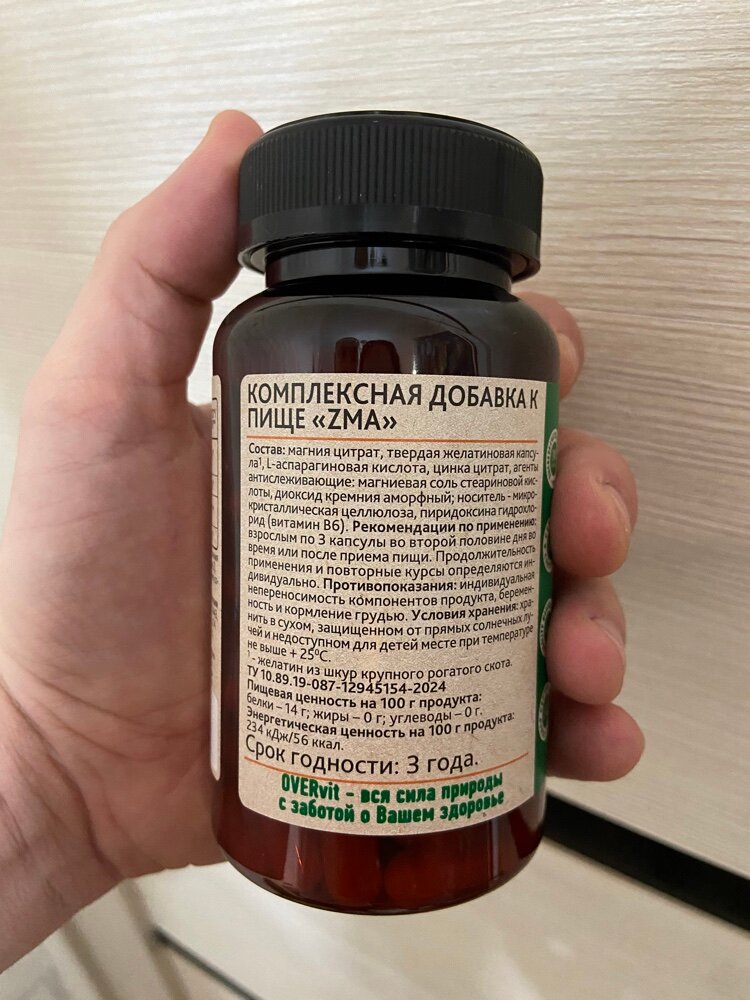 КОМПЛЕКСНАЯ ДОБАВКА К
ПИЩЕ «ZMA»
Состав: магния цитрат, твердая желатиновая капсу-
ла¹, L-аспарагиновая кислота, цинка цитрат, агенты
антислеживающие: магниевая соль стеариновой кис-
лоты, диоксид кремния аморфный; носитель - микро-
кристаллическая целлюлоза, пиридоксина гидрохло-
рид (витамин В6). Рекомендации по применению:
взрослым по 3 капсулы во второй половине дня во
время или после приема пищи. Продолжительность
применения и повторные курсы определяются ин-
дивидуально. Противопоказания: индивидуальная
непереносимость компонентов продукта, беремен-
ность и кормление грудью. Условия хранения: хра-
нить в сухом, защищенном от прямых солнечных лу-
чей и недоступном для детей месте при температуре
не выше + 25⁰С.
¹ - желатин из шкур крупного рогатого скота.
ТУ 10.89.19-087-12945154-2024
Пищевая ценность на 100 г продукта:
белки – 14 г; жиры – 0 г; углеводы – 0 г.
Энергетическая ценность на 100 г продукта:
234 кДж/56 ккал.
Срок годности: 3 года.
OVERvit - вся сила природы
с заботой о Вашем здоровье